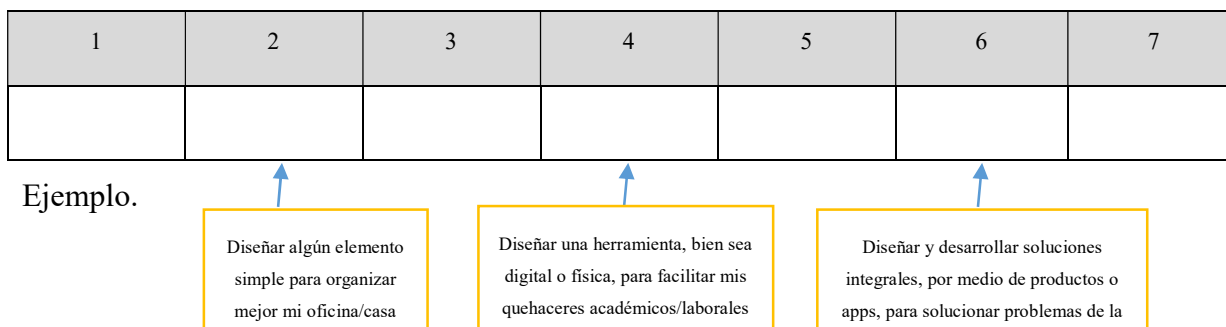 1 2 3 4 5 6 7
Ejemplo.
Diseñar algún elemento
simple para organizar
mejor mi oficina/casa
Diseñar una herramienta, bien sea
digital o física, para facilitar mis
quehaceres académicos/laborales
Diseñar y desarrollar soluciones
integrales, por medio de productos o
apps, para solucionar problemas de la